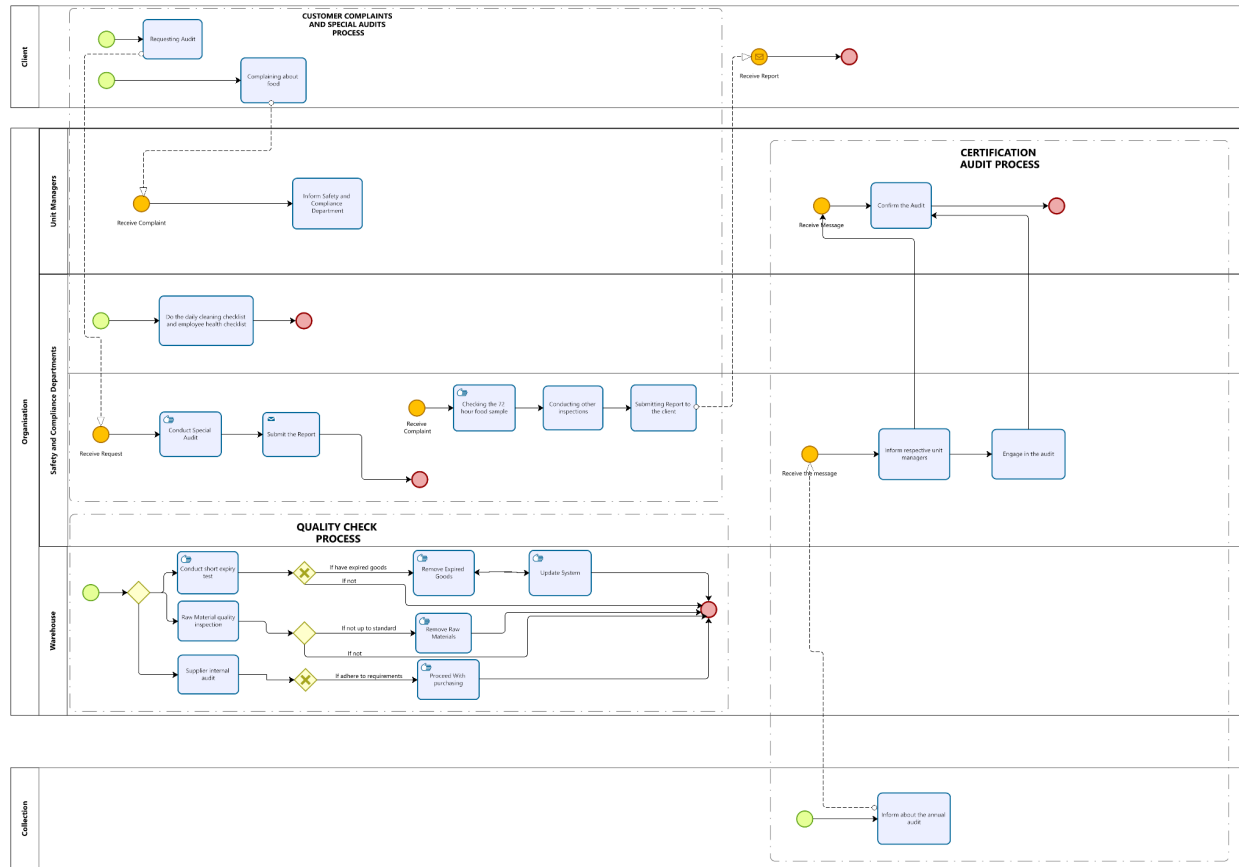 CUSTOMER COMPLAINTS
AND SPECIAL AUDITS
PROCESS
Client
Requesting Audit
Complaining about
food
Receive Report
Organisation
Unit Managers
Receive Complaint
Inform Safety and
Compliance
Department
CERTIFICATION
AUDIT PROCESS
Receive Message
Confirm the Audit
Safety and Compliance Departments
Do the daily cleaning checklist
and employee health checklist
Receive Request
Conduct Special
Audit
Submit the Report
Receive
Complaint
Checking the 72
hour food sample
Conducting other
inspections
Submitting Report to
the client
Receive the message
Inform respective unit
managers
Engage in the audit
QUALITY CHECK
PROCESS
Warehouse
Conduct short expiry
test
If have expired goods
If not
Remove Expired
Goods
Update System
Raw Material quality
inspection
If not up to standard
If not
Remove Raw
Materials
Supplier internal
audit
If adhere to requirements
Proceed With
purchasing
Collection
Inform about the annual
audit